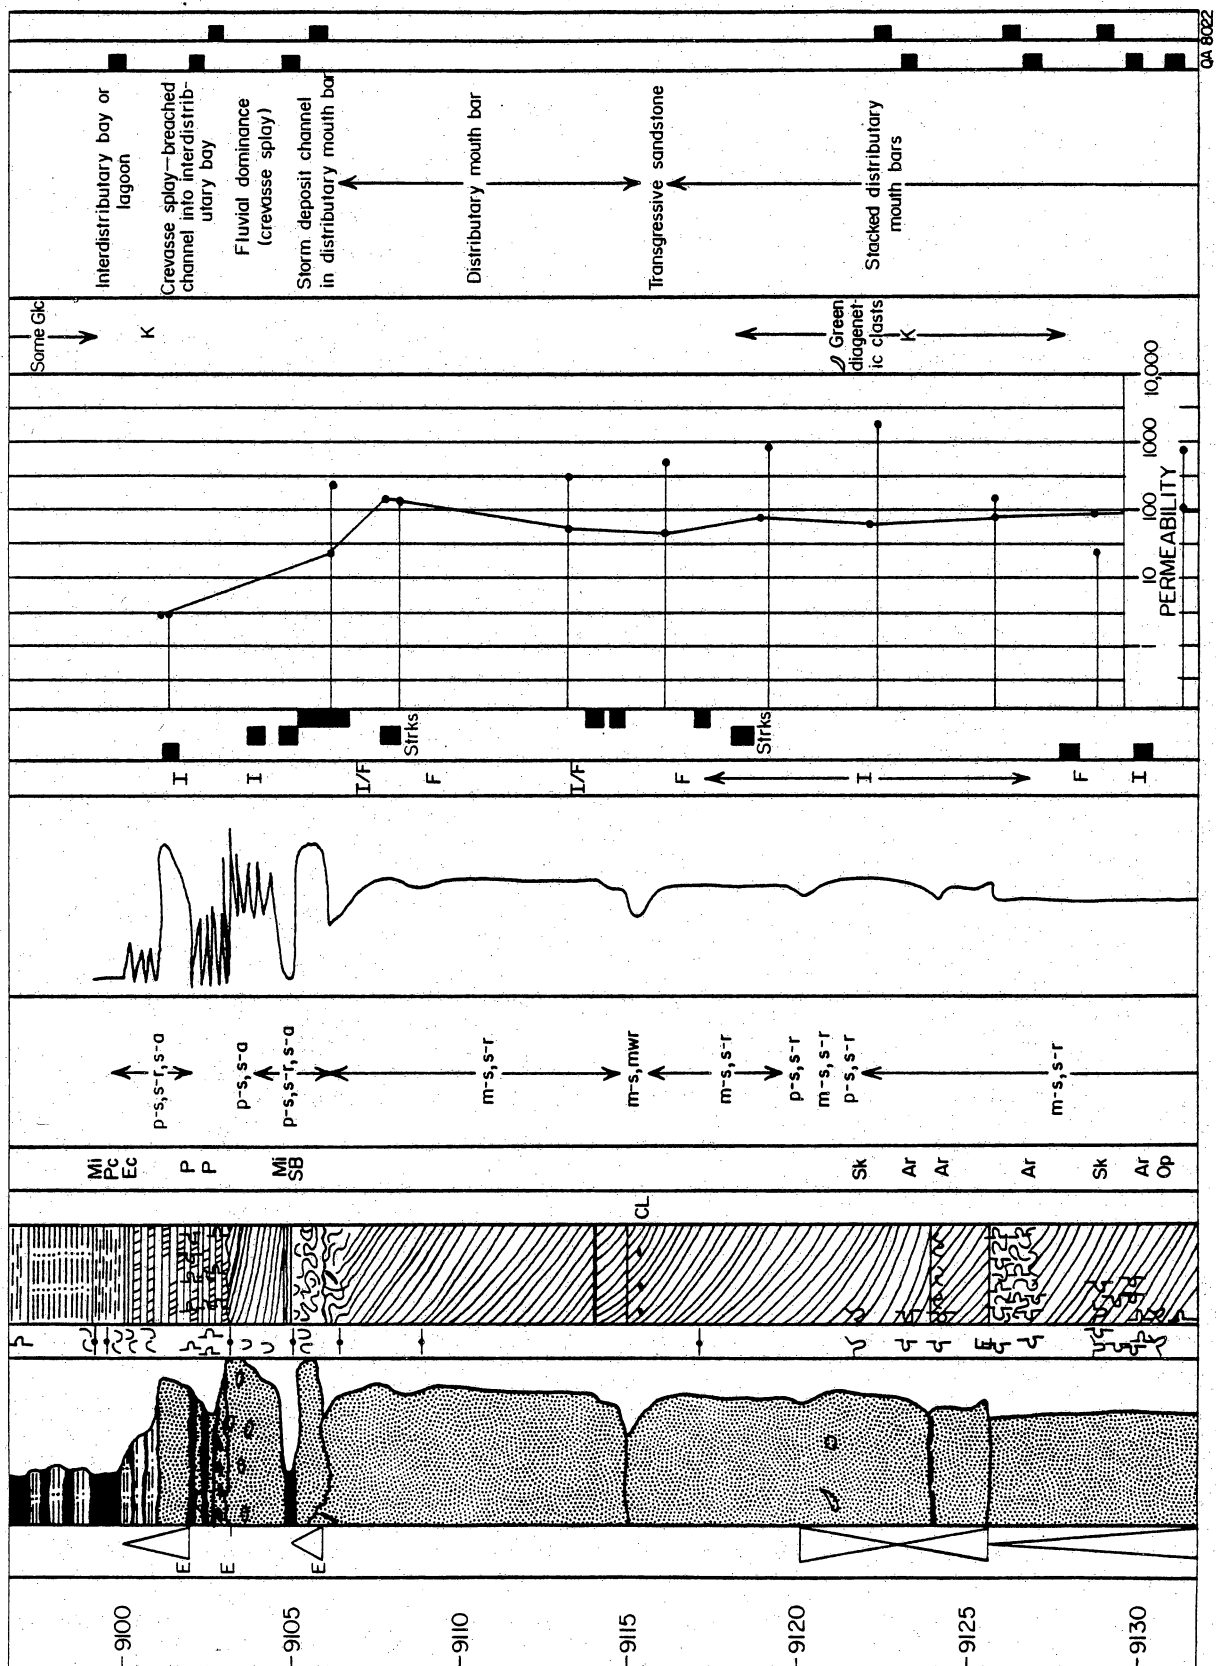 QA 8022
Interdistributary bay or
lagoon
Crevasse splay—breached
channel into interdistrib-
utary bay
Fluvial dominance
(crevasse splay)
Storm deposit channel
in distributary mouth bar
Distributary mouth bar
Transgressive sandstone
Stacked distributary
mouth bars
Some Glc
K
Green
diagenet-
ic clasts
K
10,000
1000
100
10
1
PERMEABILITY
Strks
Strks
I
I
I/F
F
I/F
F
I
F
I
p-s, s-r, s-a
p-s, s-a
p-s, s-r, s-a
m-s, s-r
m-s, mwr
m-s, s-r
p-s, s-r
m-s, s-r
p-s, s-r
m-s, s-r
Mi
Pc
Ec
P
P
Mi
SB
Sk
Ar
Ar
Ar
Sk
Ar
Op
CL
E
E
E
E
9100
9105
9110
9115
9120
9125
9130